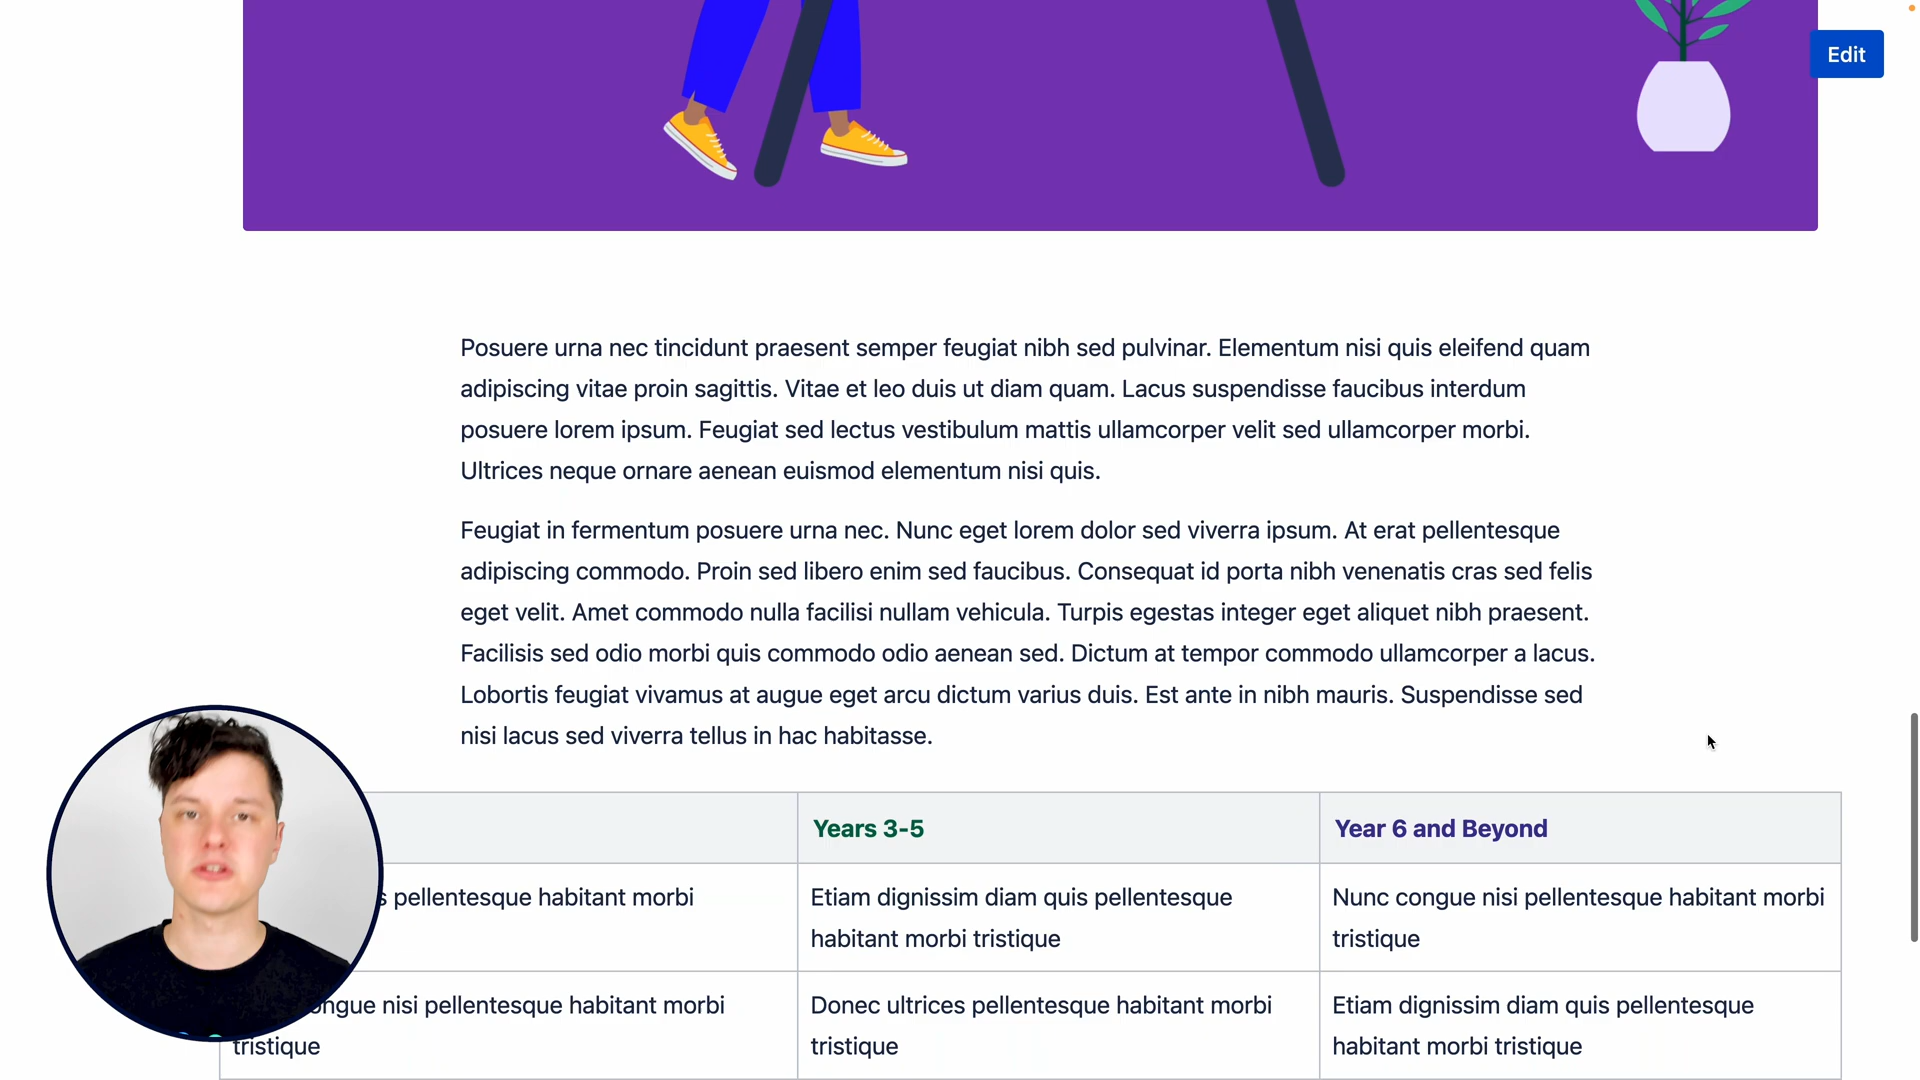 Edit
Posuere urna nec tincidunt praesent semper feugiat nibh sed pulvinar. Elementum nisi quis eleifend quam
adipiscing vitae proin sagittis. Vitae et leo duis ut diam quam. Lacus suspendisse faucibus interdum
posuere lorem ipsum. Feugiat sed lectus vestibulum mattis ullamcorper velit sed ullamcorper morbi.
Ultrices neque ornare aenean euismod elementum nisi quis.
Feugiat in fermentum posuere urna nec. Nunc eget lorem dolor sed viverra ipsum. At erat pellentesque
adipiscing commodo. Proin sed libero enim sed faucibus. Consequat id porta nibh venenatis cras sed felis
eget velit. Amet commodo nulla facilisi nullam vehicula. Turpis egestas integer eget aliquet nibh praesent.
Facilisis sed odio morbi quis commodo odio aenean sed. Dictum at tempor commodo ullamcorper a lacus.
Lobortis feugiat vivamus at augue eget arcu dictum varius duis. Est ante in nibh mauris. Suspendisse sed
nisi lacus sed viverra tellus in hac habitasse.
Years 3-5
Year 6 and Beyond
pellentesque habitant morbi
Etiam dignissim diam quis pellentesque
habitant morbi tristique
Nunc congue nisi pellentesque habitant morbi
tristique
nisi pellentesque habitant morbi
tristique
Donec ultrices pellentesque habitant morbi
tristique
Etiam dignissim diam quis pellentesque
habitant morbi tristique